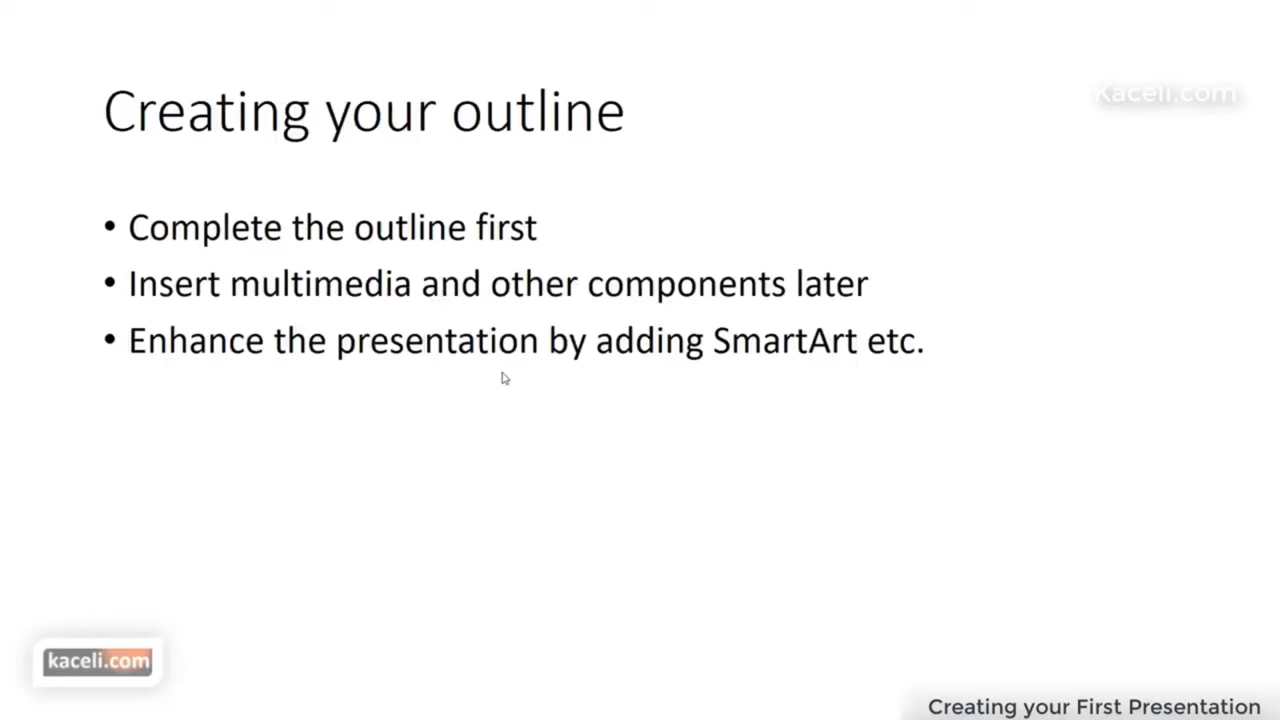 Creating your outline
Kaceli.com
• Complete the outline first
• Insert multimedia and other components later
• Enhance the presentation by adding SmartArt etc.
kaceli.com
Creating your First Presentation